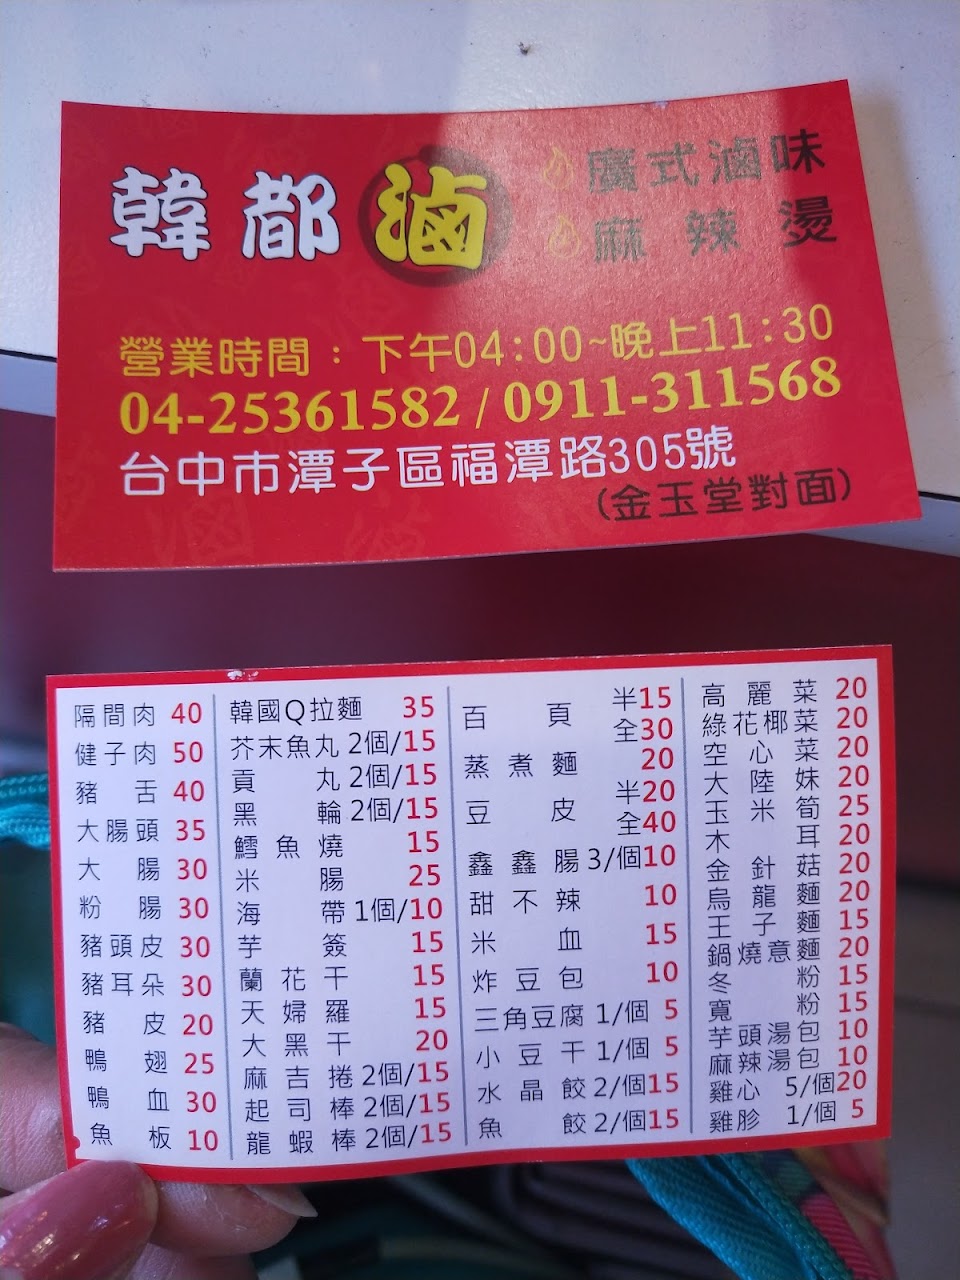 韓都滷
廣式滷味
麻辣燙
營業時間：下午04:00~晚上11:30
04-25361582 / 0911-311568
台中市潭子區福潭路305號
(金玉堂對面)
隔間肉 40
健子肉 50
豬舌 40
大腸頭 35
大腸 30
粉腸 30
豬頭皮 30
豬耳朵 30
豬皮 20
鴨翅 25
鴨血 30
魚板 10
韓國Q拉麵 35
芥末魚丸 2個/15
貢丸 2個/15
黑輪 2個/15
鱈魚燒 15
米腸 25
海帶 1個/10
芋簽 15
蘭花干 15
天婦羅 15
大黑干 20
麻吉捲 2個/15
起司棒 2個/15
龍蝦棒 2個/15
百頁 半15
全30
蒸煮麵 20
豆皮 半20
全40
鑫鑫腸 3/個10
甜不辣 10
米血 15
炸豆包 10
三角豆腐 1/個 5
小豆干 1/個 5
水晶餃 2/個15
魚餃 2/個15
高麗菜 20
綠花椰菜 20
空心菜 20
大陸妹 20
玉米筍 25
木耳 20
金針菇 20
烏龍麵 20
王子麵 15
鍋燒意麵 20
冬粉 15
寬粉 15
芋頭湯包 10
麻辣湯包 10
雞心 5/個20
雞胗 1/個 5